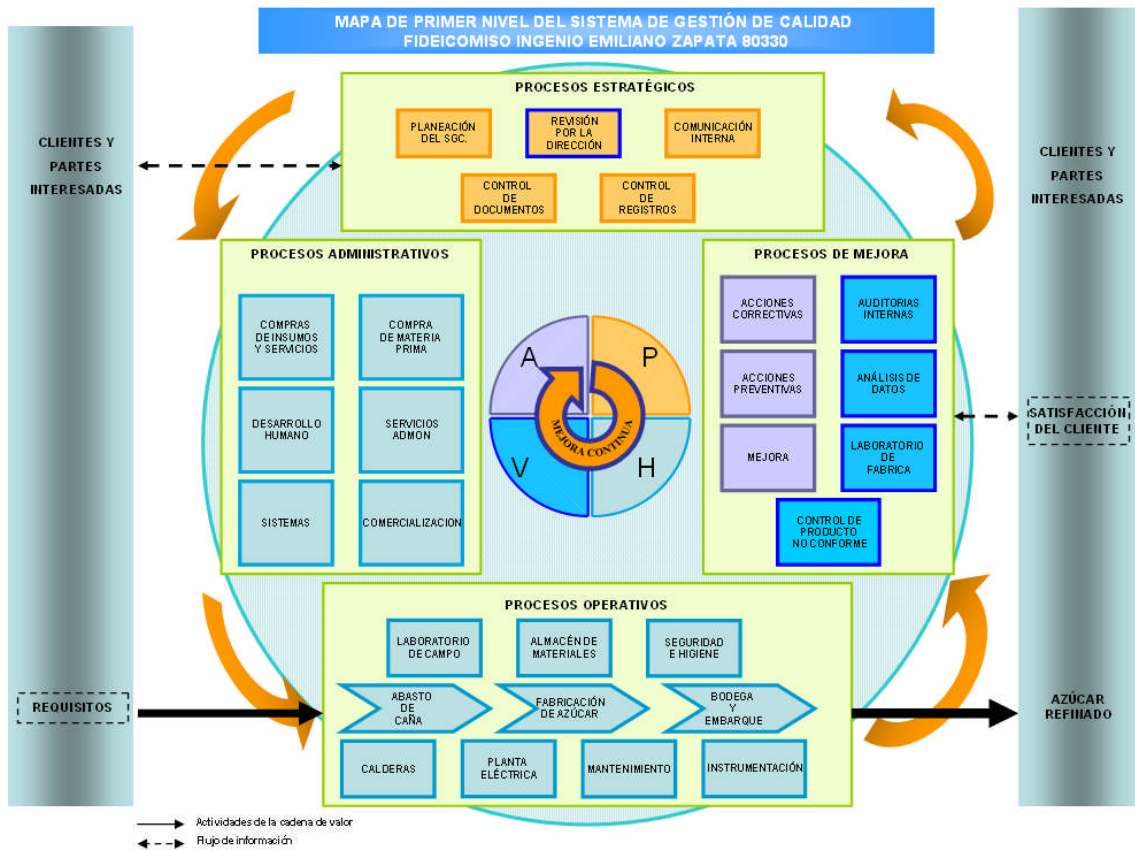 MAPA DE PRIMER NIVEL DEL SISTEMA DE GESTIÓN DE CALIDAD
FIDEICOMISO INGENIO EMILIANO ZAPATA 80330
CLIENTES Y
PARTES
INTERESADAS
REQUISITOS
PROCESOS ESTRATÉGICOS
PLANEACIÓN
DEL SGC.
REVISIÓN
POR LA
DIRECCIÓN
COMUNICACIÓN
INTERNA
CONTROL
DE
DOCUMENTOS
CONTROL
DE
REGISTROS
PROCESOS ADMINISTRATIVOS
COMPRAS
DE INSUMOS
Y SERVICIOS
COMPRA
DE MATERIA
PRIMA
DESARROLLO
HUMANO
SERVICIOS
ADMON
SISTEMAS
COMERCIALIZACION
A
P
V
H
MEJORA CONTINUA
PROCESOS DE MEJORA
ACCIONES
CORRECTIVAS
AUDITORIAS
INTERNAS
ACCIONES
PREVENTIVAS
ANÁLISIS DE
DATOS
MEJORA
LABORATORIO
DE
FABRICA
CONTROL DE
PRODUCTO
NO CONFORME
PROCESOS OPERATIVOS
LABORATORIO
DE CAMPO
ALMACÉN DE
MATERIALES
SEGURIDAD
E HIGIENE
ABASTO
DE
CAÑA
FABRICACIÓN
DE AZÚCAR
BODEGA
Y
EMBARQUE
CALDERAS
PLANTA
ELÉCTRICA
MANTENIMIENTO
INSTRUMENTACIÓN
CLIENTES Y
PARTES
INTERESADAS
SATISFACCIÓN
DEL CLIENTE
AZÚCAR
REFINADO
Actividades de la cadena de valor
Flujo de información